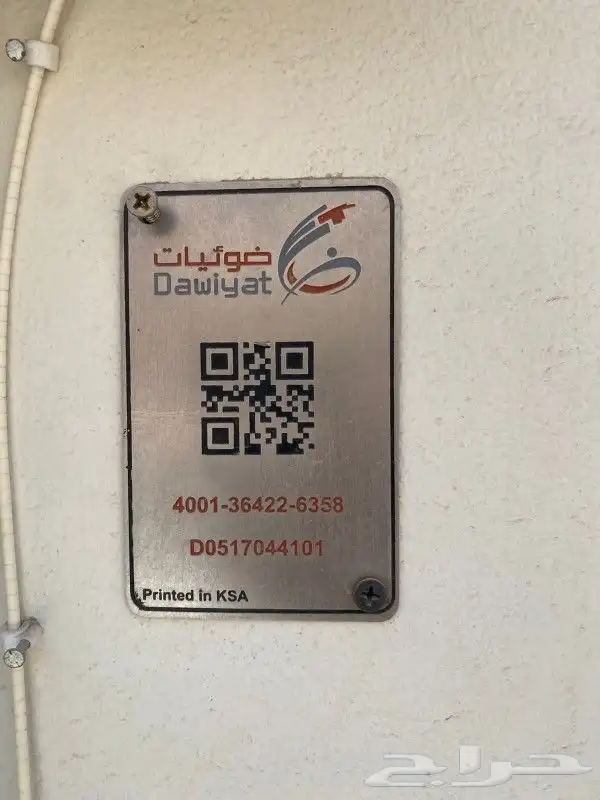 ضوئيات
Dawiyat
4001-36422-6358
D0517044101
Printed in KSA
حراج